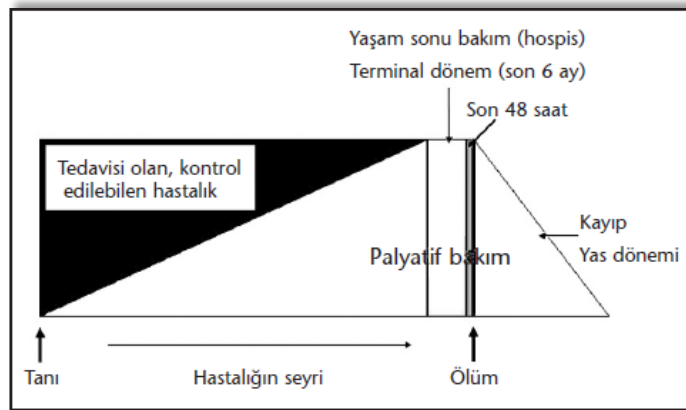 Yaşam sonu bakım (hospis)
Terminal dönem (son 6 ay)
Son 48 saat
Tedavisi olan, kontrol
edilebilen hastalık
Palyatif bakım
Kayıp
Yas dönemi
Tanı
Hastalığın seyri
Ölüm